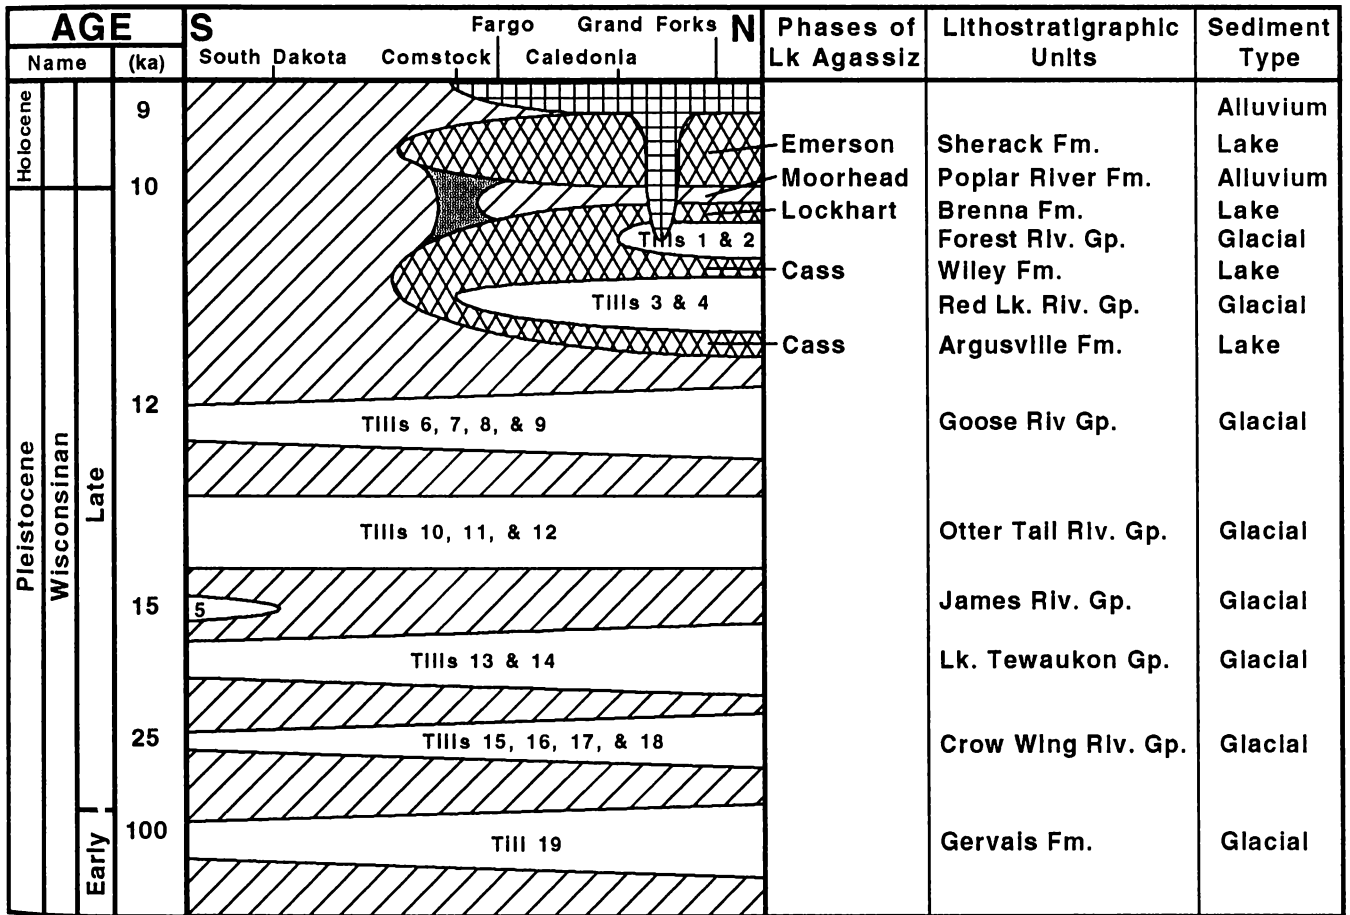 AGE
Name
(ka)
S
Fargo
Grand Forks
N
South Dakota
Comstock
Caledonia
Phases of
Lk Agassiz
Lithostratigraphic
Units
Sediment
Type
Holocene
Pleistocene
Wisconsinan
Late
Early
9
10
12
15
25
100
Alluvium
Emerson
Sherack Fm.
Lake
Moorhead
Poplar River Fm.
Alluvium
Lockhart
Brenna Fm.
Lake
Tills 1 & 2
Forest Riv. Gp.
Glacial
Cass
Wiley Fm.
Lake
Tills 3 & 4
Red Lk. Riv. Gp.
Glacial
Cass
Argusville Fm.
Lake
Tills 6, 7, 8, & 9
Goose Riv Gp.
Glacial
Tills 10, 11, & 12
Otter Tail Riv. Gp.
Glacial
5
James Riv. Gp.
Glacial
Tills 13 & 14
Lk. Tewaukon Gp.
Glacial
Tills 15, 16, 17, & 18
Crow Wing Riv. Gp.
Glacial
Till 19
Gervais Fm.
Glacial